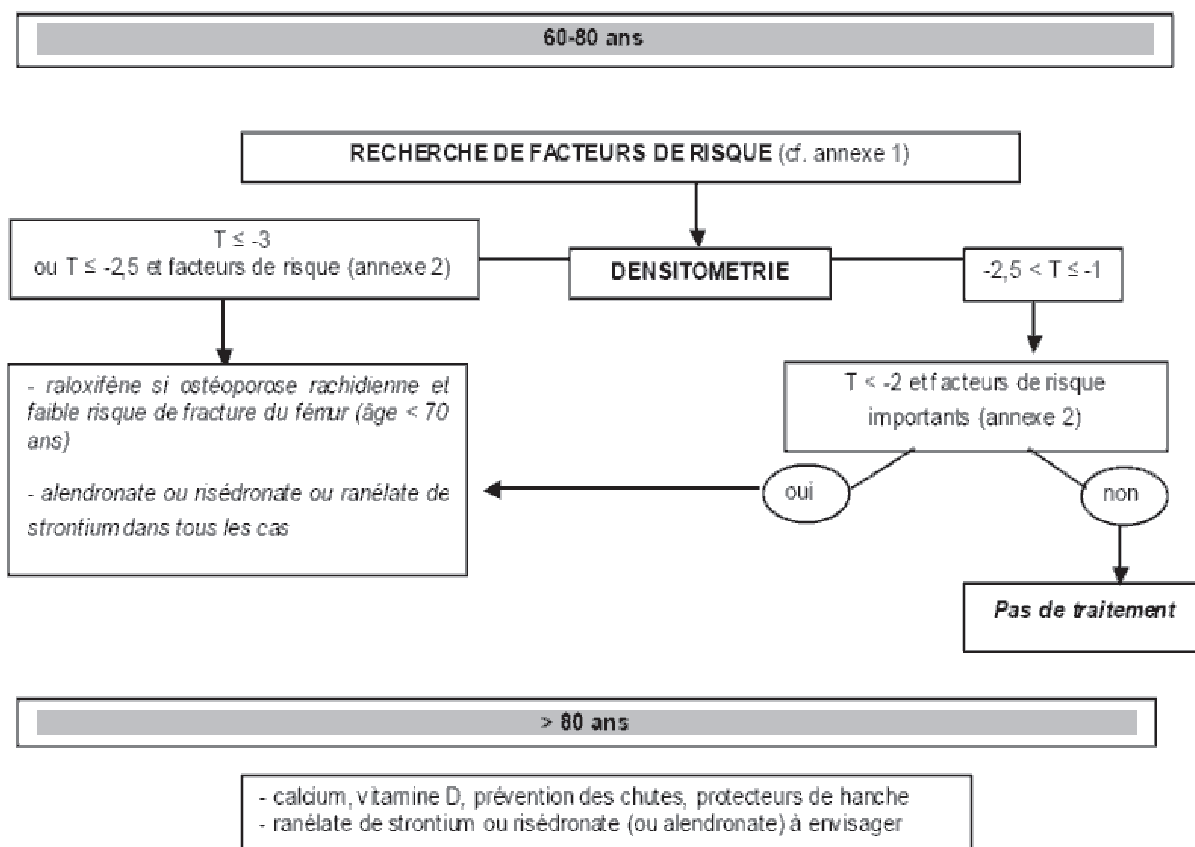 60-80 ans
RECHERCHE DE FACTEURS DE RISQUE (cf. annexe 1)
T ≤ -3
ou T ≤ -2,5 et facteurs de risque (annexe 2)
DENSITOMETRIE
-2,5 < T ≤ -1
- raloxifène si ostéoporose rachidienne et
faible risque de fracture du fémur (âge < 70
ans)
- alendronate ou risédronate ou ranélate de
strontium dans tous les cas
T < -2 et facteurs de risque
importants (annexe 2)
oui
non
Pas de traitement
> 80 ans
- calcium, vitamine D, prévention des chutes, protecteurs de hanche
- ranélate de strontium ou risédronate (ou alendronate) à envisager